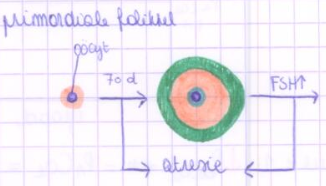 primordiale follikel
oocyt
70 d
FSH↑
atresie